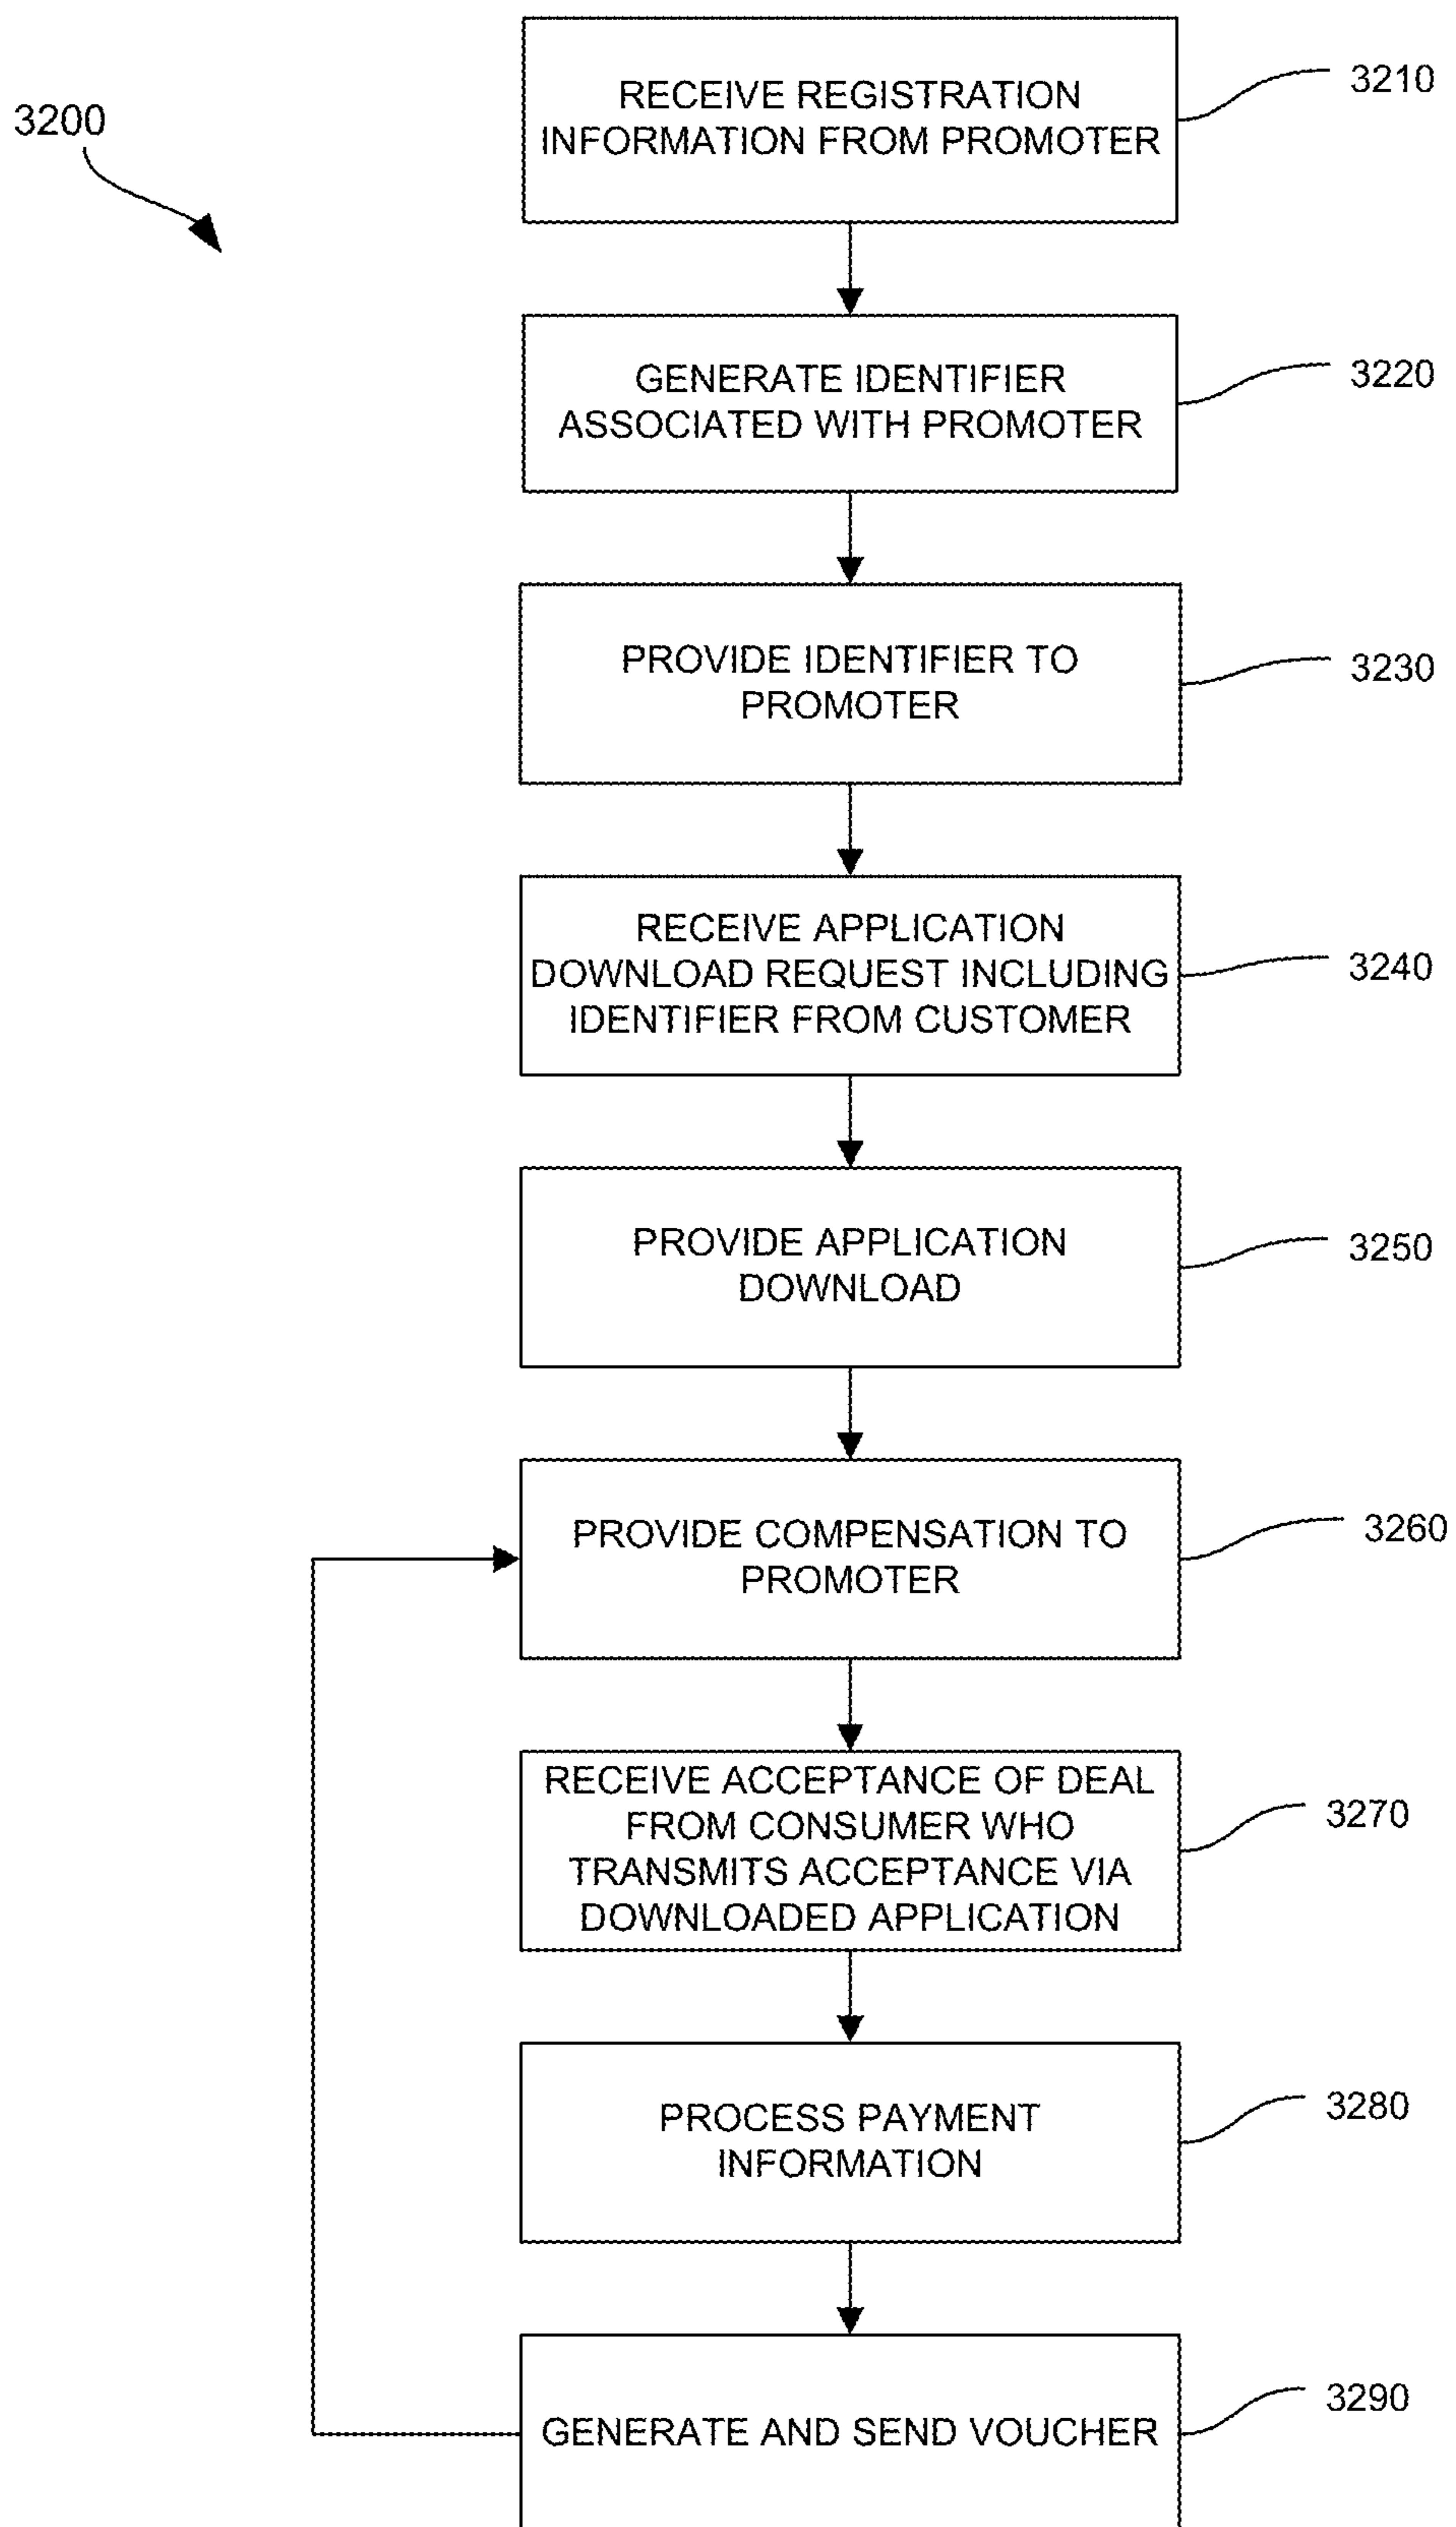 3200
RECEIVE REGISTRATION
INFORMATION FROM PROMOTER
3210
GENERATE IDENTIFIER
ASSOCIATED WITH PROMOTER
3220
PROVIDE IDENTIFIER TO
PROMOTER
3230
RECEIVE APPLICATION
DOWNLOAD REQUEST INCLUDING
IDENTIFIER FROM CUSTOMER
3240
PROVIDE APPLICATION
DOWNLOAD
3250
PROVIDE COMPENSATION TO
PROMOTER
3260
RECEIVE ACCEPTANCE OF DEAL
FROM CONSUMER WHO
TRANSMITS ACCEPTANCE VIA
DOWNLOADED APPLICATION
3270
PROCESS PAYMENT
INFORMATION
3280
GENERATE AND SEND VOUCHER
3290